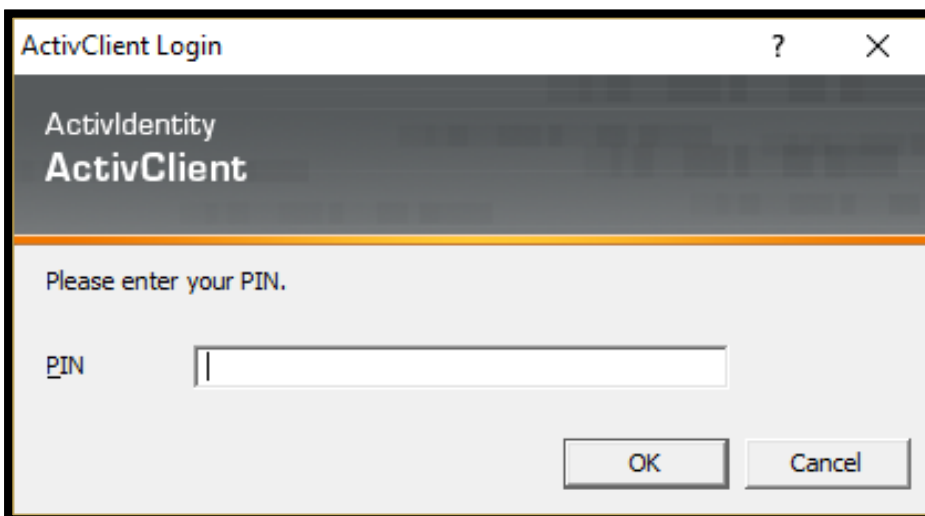 ActivClient Login ?
ActivIdentity
ActivClient
Please enter your PIN.
PIN
OK Cancel